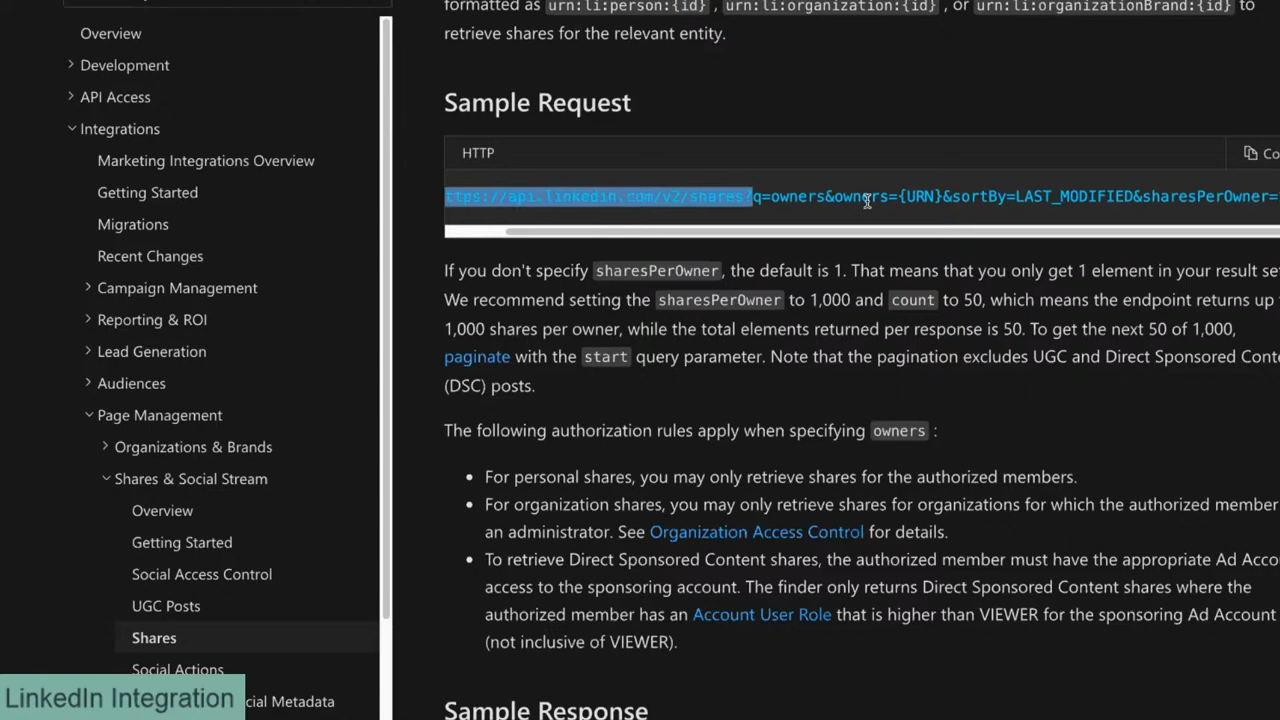 Overview
Development
API Access
Integrations
Marketing Integrations Overview
Getting Started
Harmony
Recent Changes
Campaign Management
Reporting & ROI
Lead Generation
Audiences
Page Management
Organizations & Brands
Shares & Social Stream
Overview
Getting Started
Social Access Control
UGC Posts
Shares
Social Actions
cial Metadata
LinkedIn Integration
formatted as urn:li:person:{id} , urn:li:organization:{id} , or urn:li:organizationBrand:{id} to
retrieve shares for the relevant entity.
Sample Request
HTTP
Co
ttps://api.linkedin.com/v2/shares?q=owners&owners={URN}&sortBy=LAST_MODIFIED&sharesPerOwner=
If you don't specify sharesPerOwner , the default is 1. That means that you only get 1 element in your result se
We recommend setting the sharesPerOwner to 1,000 and count to 50, which means the endpoint returns up
1,000 shares per owner, while the total elements returned per response is 50. To get the next 50 of 1,000,
paginate with the start query parameter. Note that the pagination excludes UGC and Direct Sponsored Conte
(DSC) posts.
The following authorization rules apply when specifying owners :
• For personal shares, you may only retrieve shares for the authorized members.
• For organization shares, you may only retrieve shares for organizations for which the authorized member
an administrator. See Organization Access Control for details.
• To retrieve Direct Sponsored Content shares, the authorized member must have the appropriate Ad Acco
access to the sponsoring account. The finder only returns Direct Sponsored Content shares where the
authorized member has an Account User Role that is higher than VIEWER for the sponsoring Ad Account
(not inclusive of VIEWER).
Sample Response